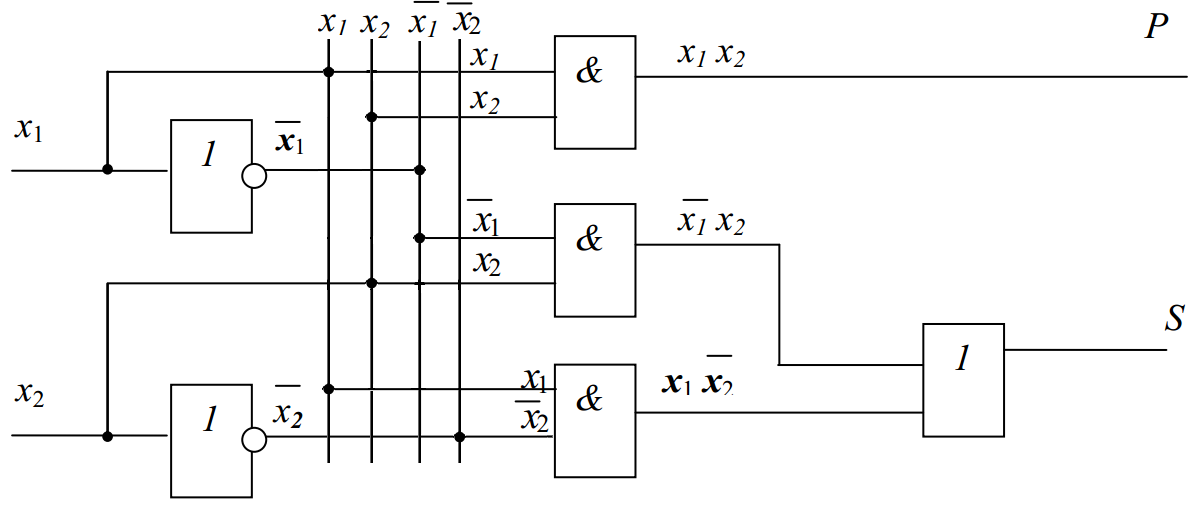 x₁ x₂ x̅₁ x̅₂ P
x₁ & x₁ x₂
x₂
x₁ 1 x̅₁
x̅₁ & x̅₁ x₂
x₂
S
1
x₁ & x₁ x̅₂
x₂ 1 x̅₂ x̅₂